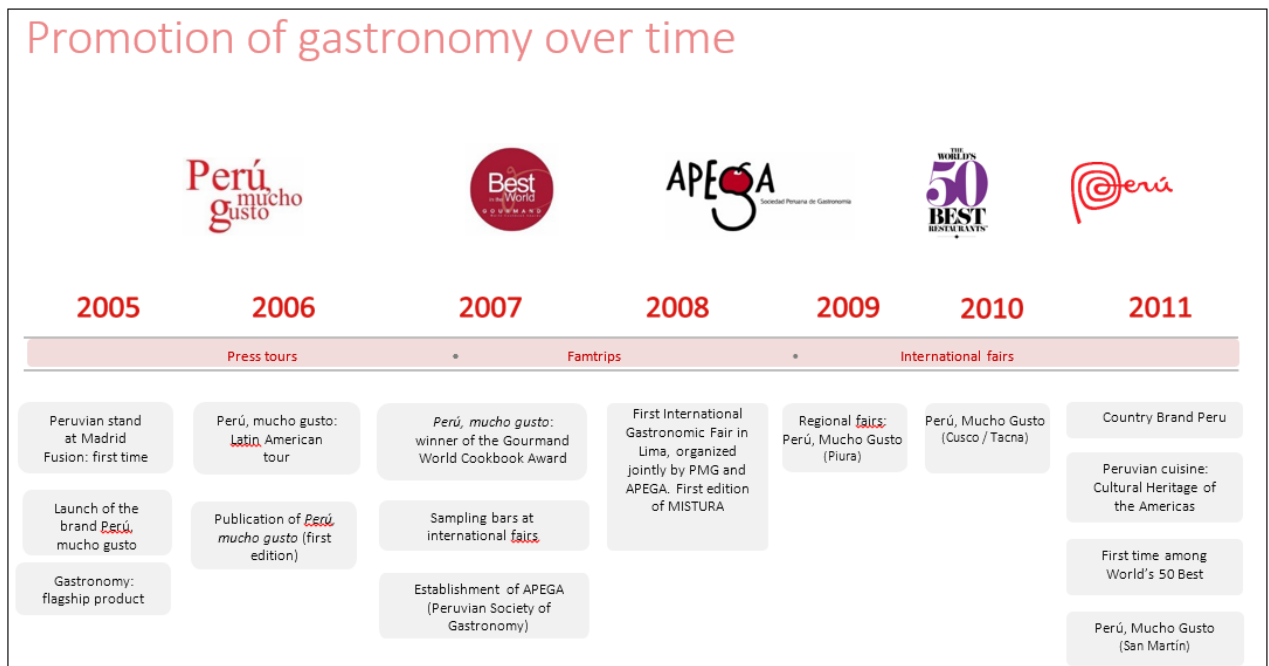 Promotion of gastronomy over time
Perú
mucho
gusto
Best
in the World
GOURMAND
APEGA
Sociedad Peruana de Gastronomía
THE
WORLD'S
50
BEST
RESTAURANTS
Perú
2005
2006
2007
2008
2009
2010
2011
Press tours • Famtrips • International fairs
Peruvian stand
at Madrid
Fusion: first time
Launch of the
brand Perú,
mucho gusto
Gastronomy:
flagship product
Perú, mucho gusto:
Latin American
tour
Publication of Perú,
mucho gusto (first
edition)
Perú, mucho gusto:
winner of the Gourmand
World Cookbook Award
Sampling bars at
international fairs
Establishment of APEGA
(Peruvian Society of
Gastronomy)
First International
Gastronomic Fair in
Lima, organized
jointly by PMG and
APEGA. First edition
of MISTURA
Regional fairs:
Perú, Mucho Gusto
(Piura)
Perú, Mucho Gusto
(Cusco / Tacna)
Country Brand Peru
Peruvian cuisine:
Cultural Heritage of
the Americas
First time among
World's 50 Best
Perú, Mucho Gusto
(San Martín)